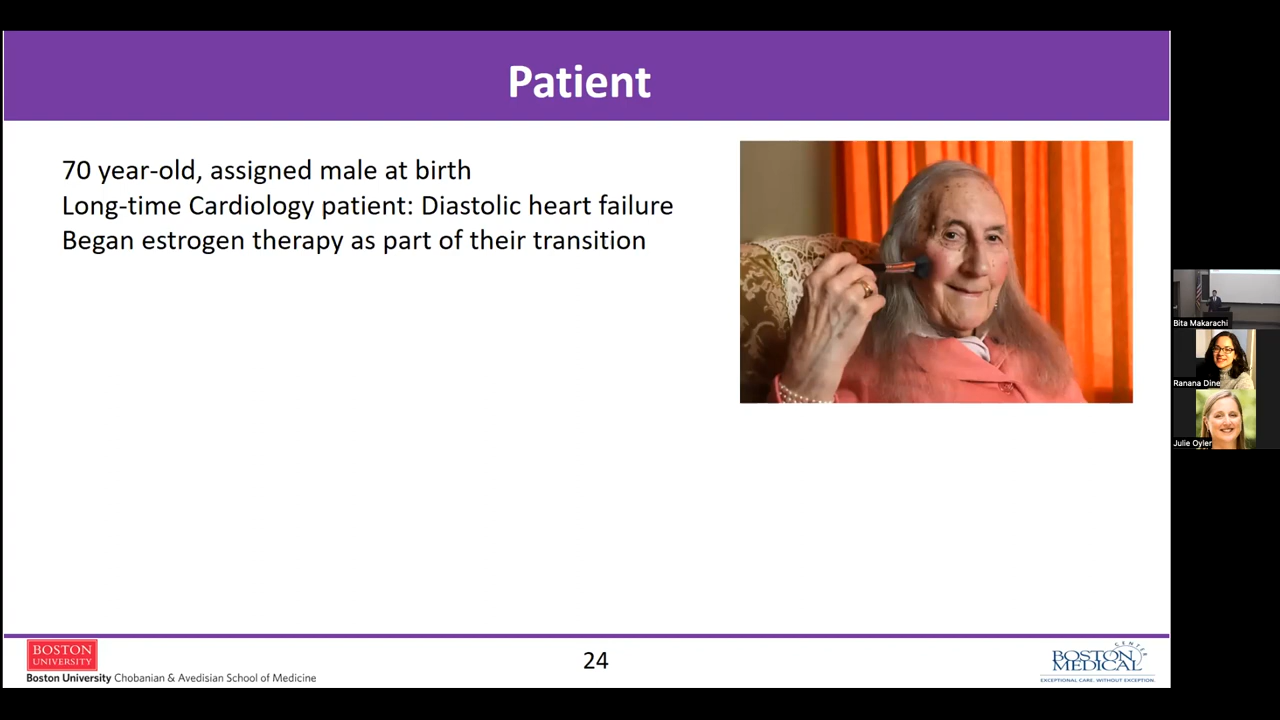 Patient
70 year-old, assigned male at birth
Long-time Cardiology patient: Diastolic heart failure
Began estrogen therapy as part of their transition
Bita Makarachi
Ranana Dine
Julie Oyler
BOSTON
UNIVERSITY
Boston University Chobanian & Avedisian School of Medicine
24
BOSTON
MEDICAL
CENTER
EXCEPTIONAL CARE. WITHOUT EXCEPTION.